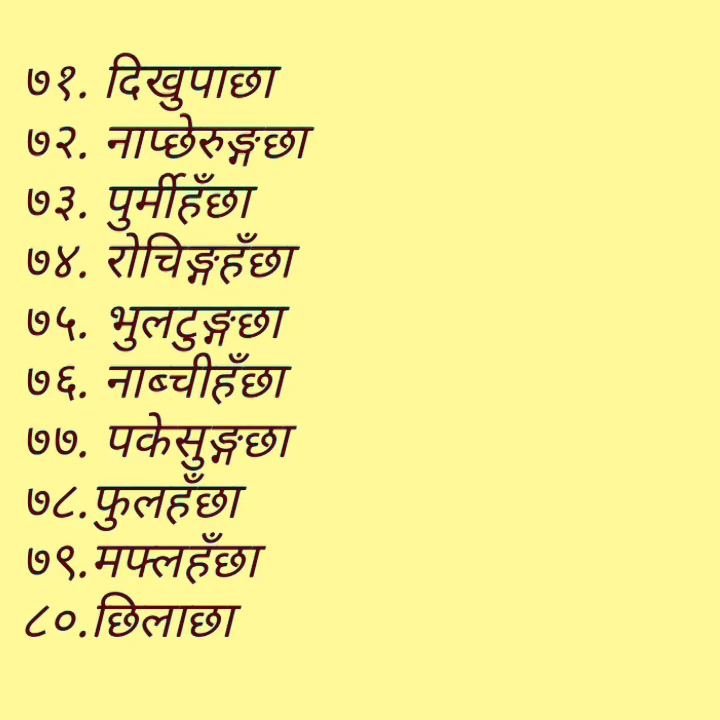 ७१. दिखुपाछा
७२. नाप्छेरुङ्गछा
७३. पुर्मीहँछा
७४. रोचिङ्गहँछा
७५. भुलटुङ्गछा
७६. नाब्चीहँछा
७७. पकेसुङ्गछा
७८.फुलहँछा
७९.मफ्लहँछा
८०.छिलाछा